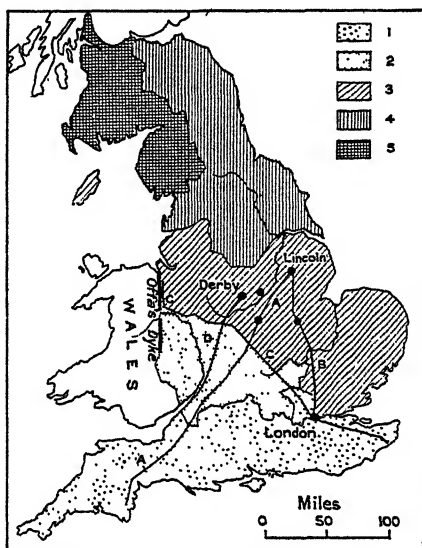 1
2
3
4
5
Lincoln
Derby
A
C
Offa's Dyke
WALES
D
C
B
London
A
Miles
0 50 100